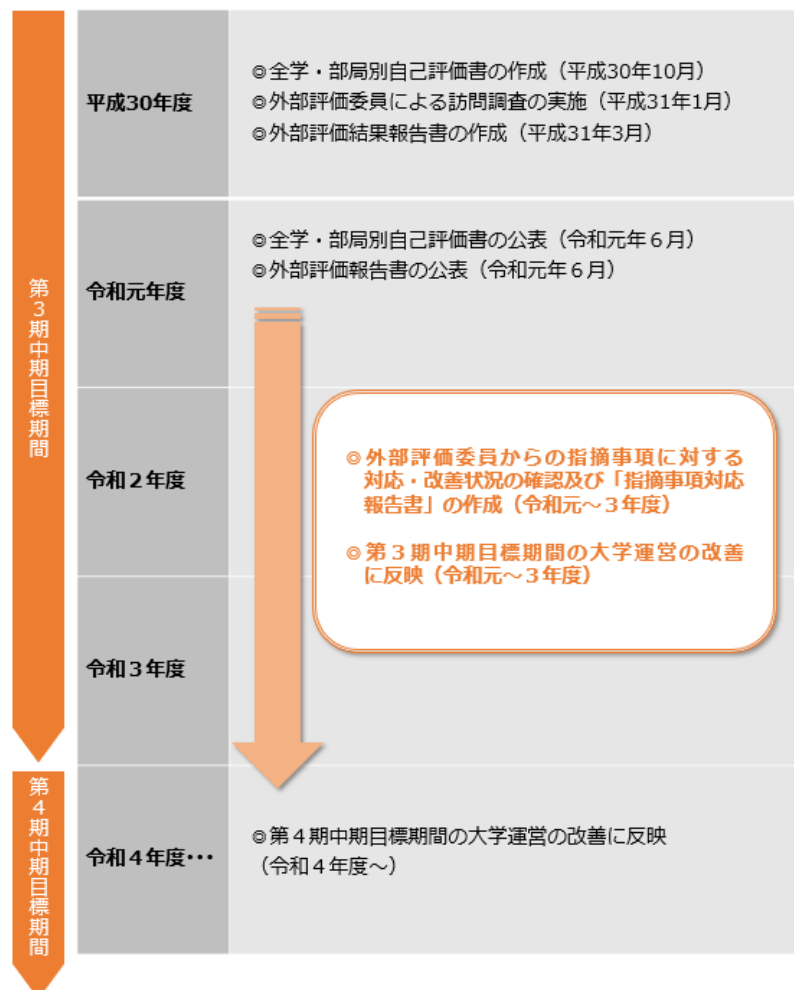 第３期中期目標期間
平成30年度
◎全学・部局別自己評価書の作成（平成30年10月）
◎外部評価委員による訪問調査の実施（平成31年1月）
◎外部評価結果報告書の作成（平成31年3月）
令和元年度
◎全学・部局別自己評価書の公表（令和元年６月）
◎外部評価報告書の公表（令和元年６月）
令和２年度
◎外部評価委員からの指摘事項に対する
対応・改善状況の確認及び「指摘事項対応
報告書」の作成（令和元～３年度）
◎第３期中期目標期間の大学運営の改善
に反映（令和元～３年度）
令和３年度
第４期中期目標期間
令和４年度･･･
◎第４期中期目標期間の大学運営の改善に反映
（令和４年度～）